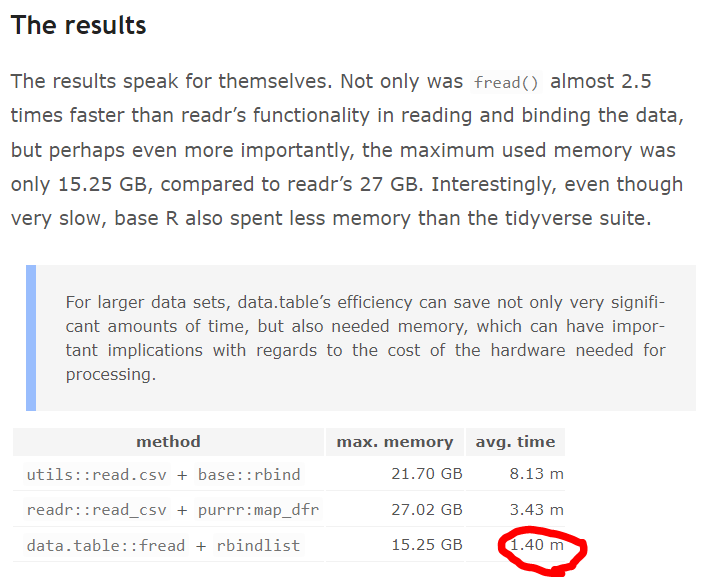 The results
The results speak for themselves. Not only was fread() almost 2.5
times faster than readr’s functionality in reading and binding the data,
but perhaps even more importantly, the maximum used memory was
only 15.25 GB, compared to readr’s 27 GB. Interestingly, even though
very slow, base R also spent less memory than the tidyverse suite.
For larger data sets, data.table’s efficiency can save not only very signifi-
cant amounts of time, but also needed memory, which can have impor-
tant implications with regards to the cost of the hardware needed for
processing.
method max. memory avg. time
utils::read.csv + base::rbind 21.70 GB 8.13 m
readr::read_csv + purrr:map_dfr 27.02 GB 3.43 m
data.table::fread + rbindlist 15.25 GB 1.40 m